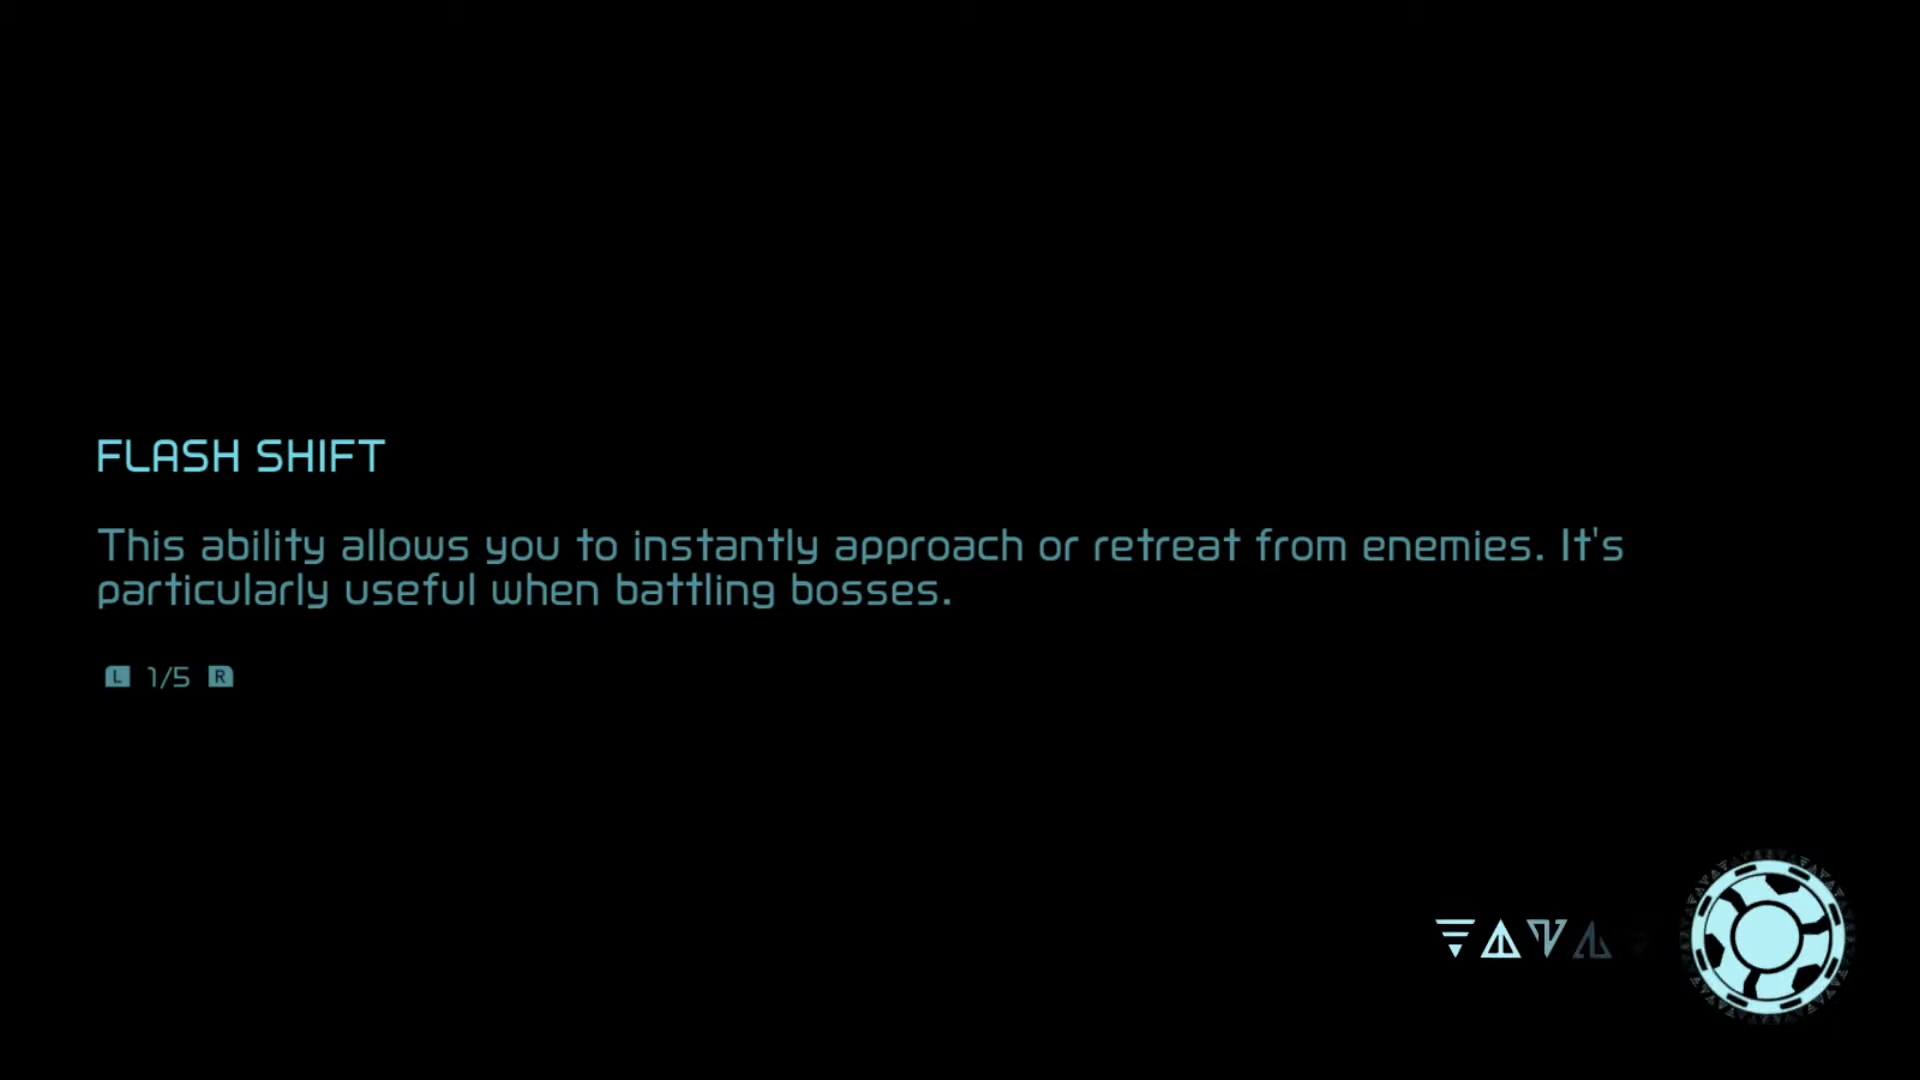 FLASH SHIFT
This ability allows you to instantly approach or retreat from enemies. It's
particularly useful when battling bosses.
L 1/5 R